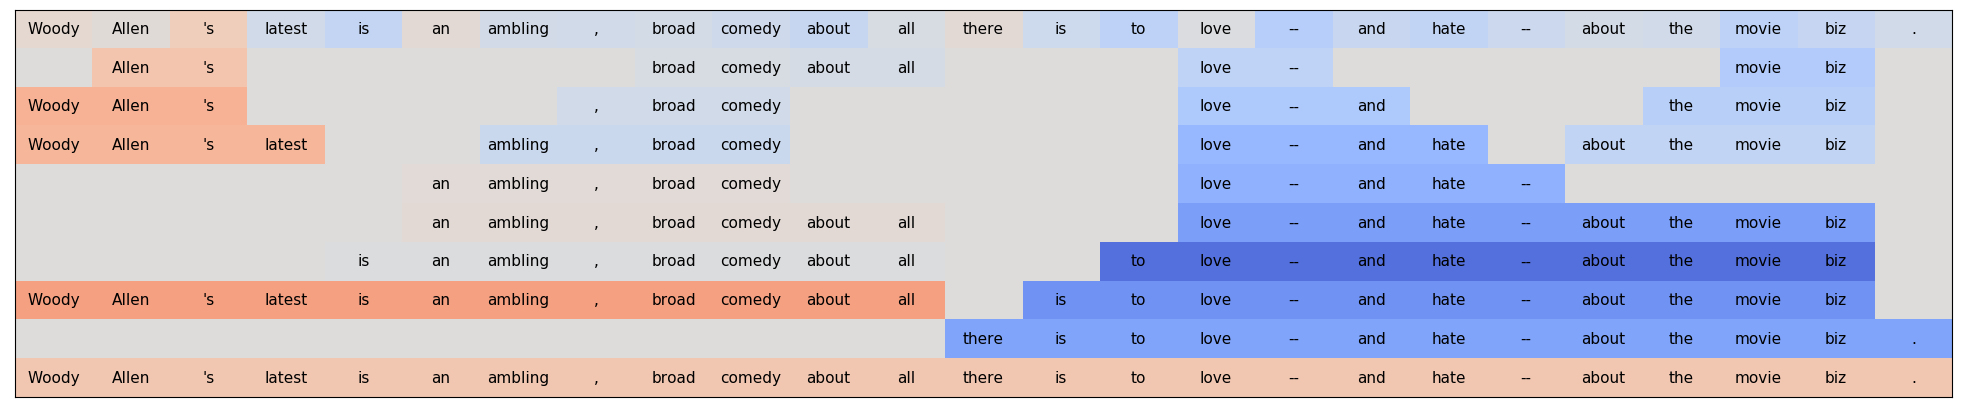 Woody Allen 's latest is an ambling , broad comedy about all there is to love -- and hate -- about the movie biz .
Allen 's broad comedy about all love -- movie biz
Woody Allen 's , broad comedy love -- and the movie biz
Woody Allen 's latest ambling , broad comedy love -- and hate about the movie biz
an ambling , broad comedy love -- and hate --
an ambling , broad comedy about all love -- and hate -- about the movie biz
is an ambling , broad comedy about all to love -- and hate -- about the movie biz
Woody Allen 's latest is an ambling , broad comedy about all is to love -- and hate -- about the movie biz
there is to love -- and hate -- about the movie biz .
Woody Allen 's latest is an ambling , broad comedy about all there is to love -- and hate -- about the movie biz .